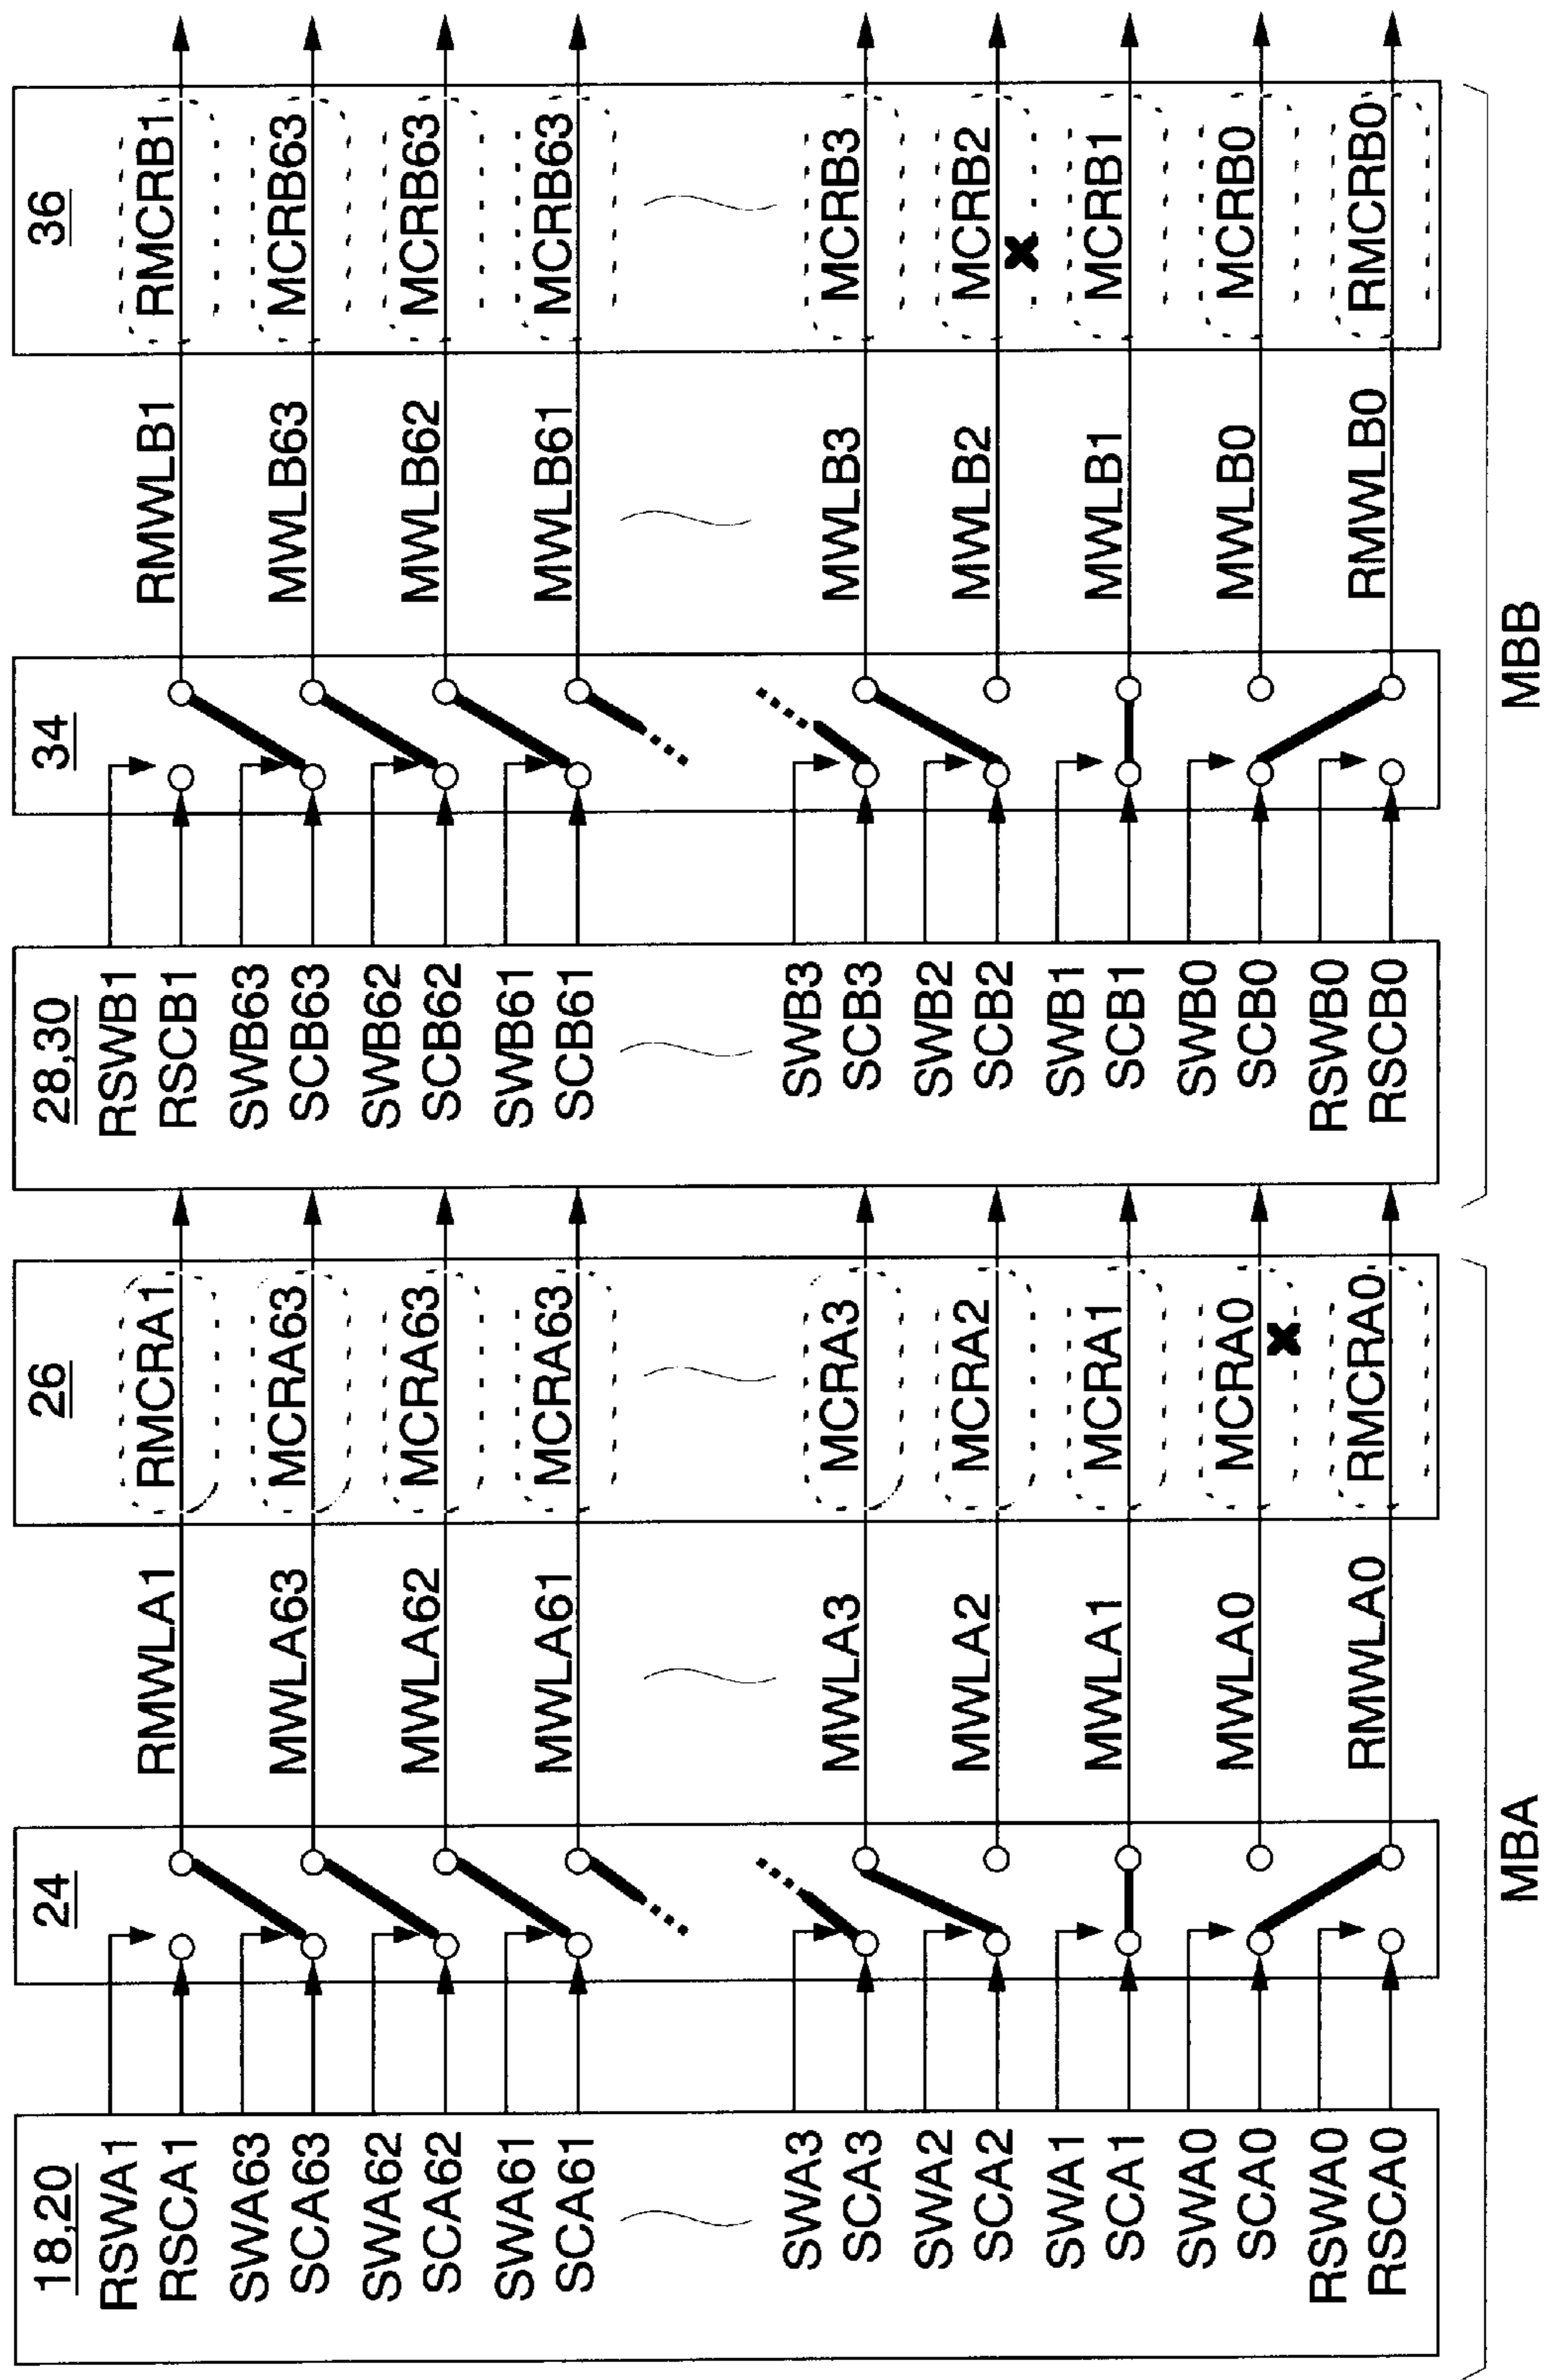 18,20
RSWA1
RSCA1
SWA63
SCA63
SWA62
SCA62
SWA61
SCA61
SWA3
SCA3
SWA2
SCA2
SWA1
SCA1
SWA0
SCA0
RSWA0
RSCA0
24
RMWLA1
MWLA63
MWLA62
MWLA61
MWLA3
MWLA2
MWLA1
MWLA0
RMWLA0
26
RMCRA1
MCRA63
MCRA63
MCRA63
MCRA3
MCRA2
MCRA1
MCRA0
RMCRA0
MBA
28,30
RSWB1
RSCB1
SWB63
SCB63
SWB62
SCB62
SWB61
SCB61
SWB3
SCB3
SWB2
SCB2
SWB1
SCB1
SWB0
SCB0
RSWB0
RSCB0
34
RMWLB1
MWLB63
MWLB62
MWLB61
MWLB3
MWLB2
MWLB1
MWLB0
RMWLB0
36
RMCRB1
MCRB63
MCRB63
MCRB63
MCRB3
MCRB2
MCRB1
MCRB0
RMCRB0
MBB